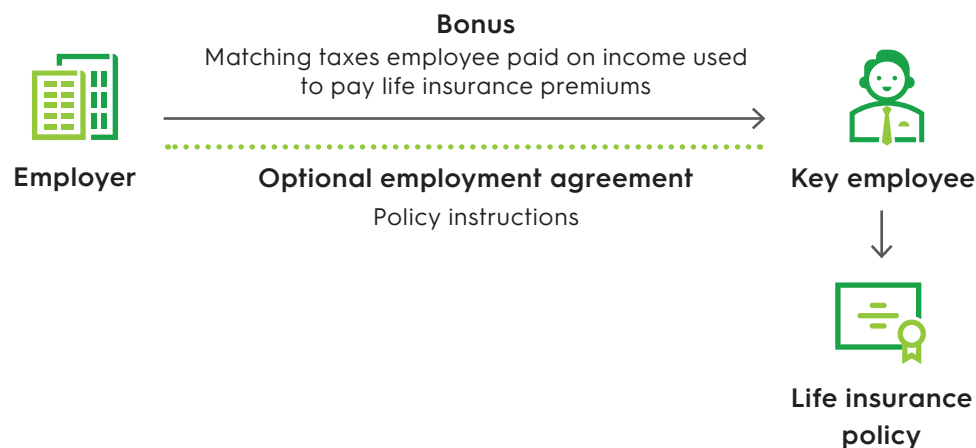 Bonus
Matching taxes employee paid on income used
to pay life insurance premiums
Employer
Optional employment agreement
Key employee
Policy instructions
Life insurance
policy